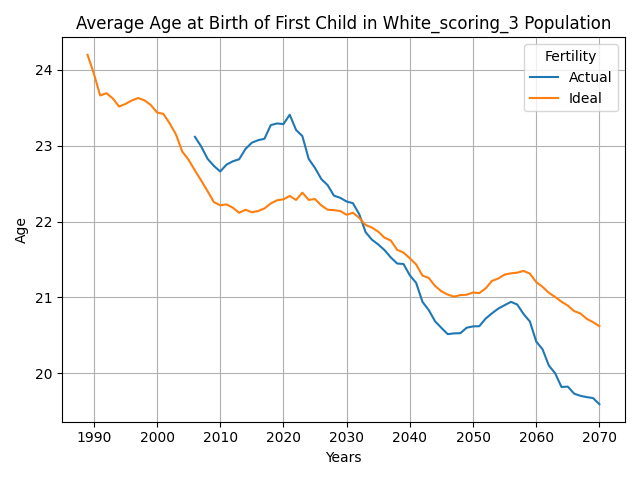 Average Age at Birth of First Child in White_scoring_3 Population
Fertility
Actual
Ideal
Age
24
23
22
21
20
1990 2000 2010 2020 2030 2040 2050 2060 2070
Years